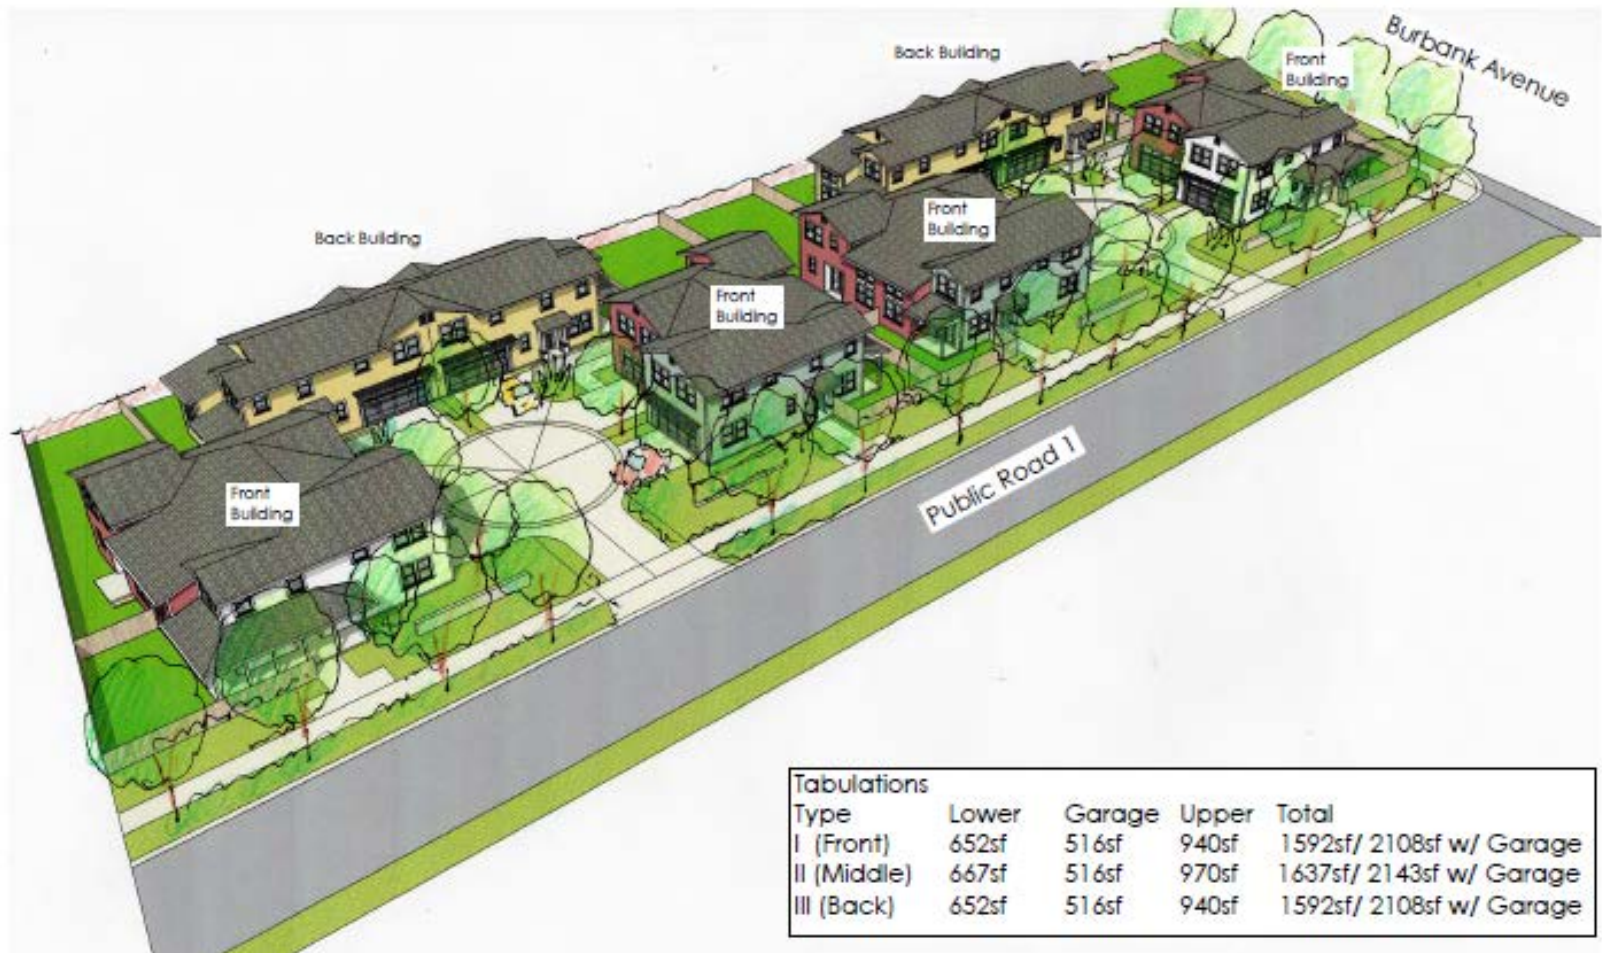 Burbank Avenue
Back Building
Front
Building
Front
Building
Back Building
Front
Building
Front
Building
Public Road 1
Tabulations
Type Lower Garage Upper Total
I (Front) 652sf 516sf 940sf 1592sf/ 2108sf w/ Garage
II (Middle) 667sf 516sf 970sf 1637sf/ 2143sf w/ Garage
III (Back) 652sf 516sf 940sf 1592sf/ 2108sf w/ Garage